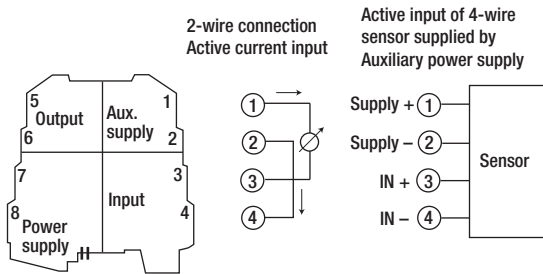 2-wire connection
Active current input
Active input of 4-wire
sensor supplied by
Auxiliary power supply
5
Output
6
Aux.
supply
1
2
7
8
Power
supply
Input
3
4
1
2
3
4
Supply + 1
Supply – 2
IN + 3
IN – 4
Sensor